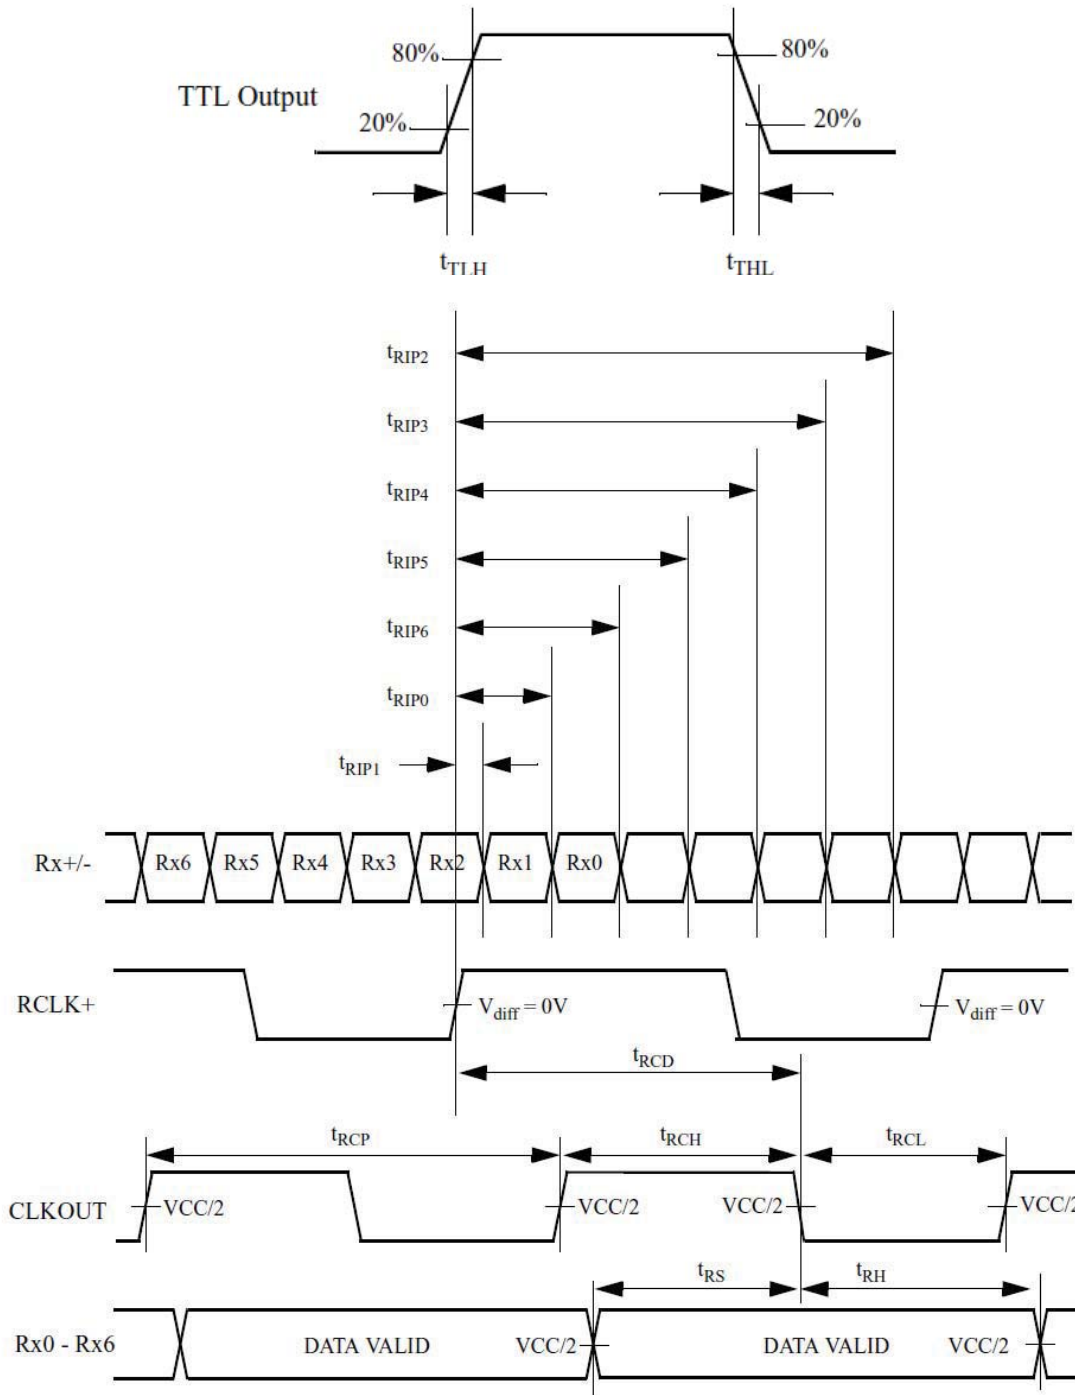 80%
80%
TTL Output
20%
20%
tTLH
tTHL
tRIP2
tRIP3
tRIP4
tRIP5
tRIP6
tRIP0
tRIP1
Rx+/-
Rx6
Rx5
Rx4
Rx3
Rx2
Rx1
Rx0
RCLK+
Vdiff = 0V
Vdiff = 0V
tRCD
tRCP
tRCH
tRCL
CLKOUT
VCC/2
VCC/2
VCC/2
VCC/2
tRS
tRH
Rx0 - Rx6
DATA VALID
VCC/2
DATA VALID
VCC/2